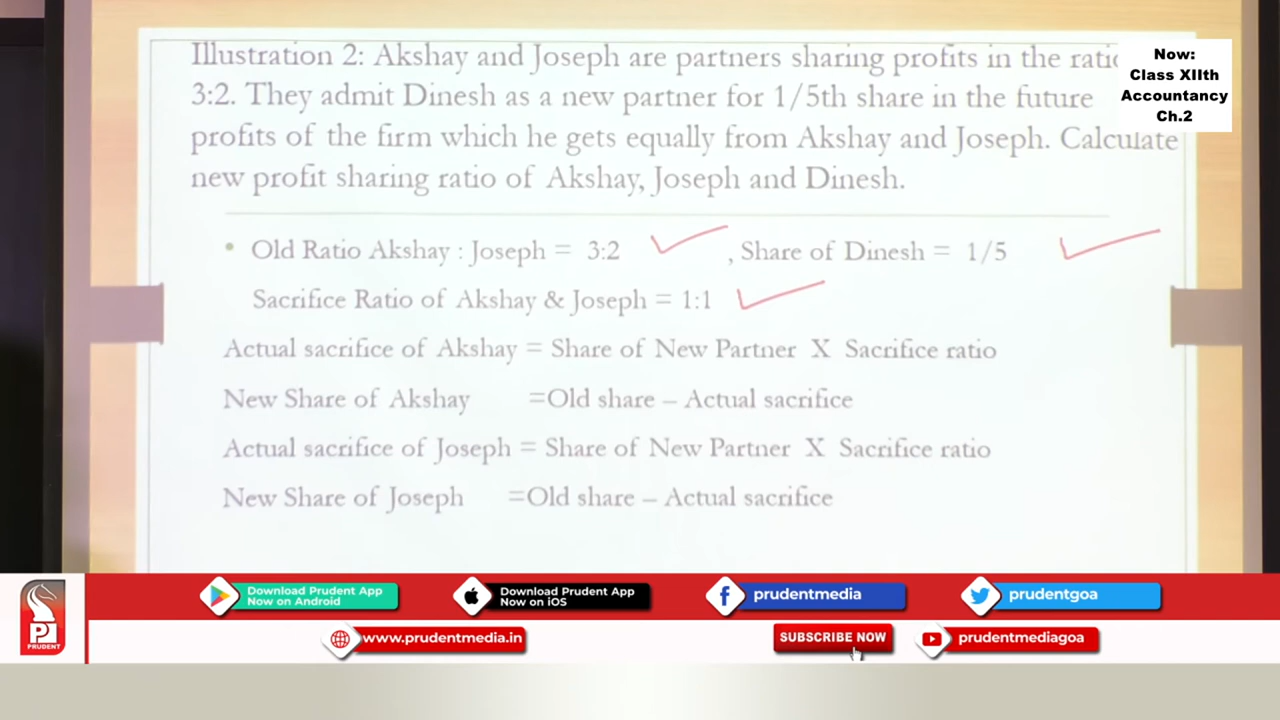 Illustration 2: Akshay and Joseph are partners sharing profits in the
3:2. They admit Dinesh as a new partner for 1/5th share in the future
profits of the firm which he gets equally from Akshay and Joseph. Calculate
new profit sharing ratio of Akshay, Joseph and Dinesh.
Now:
Class XIIth
Accountancy
Ch.2
• Old Ratio Akshay : Joseph = 3:2 , Share of Dinesh = 1/5
Sacrifice Ratio of Akshay & Joseph = 1:1
Actual sacrifice of Akshay = Share of New Partner X Sacrifice ratio
New Share of Akshay =Old share – Actual sacrifice
Actual sacrifice of Joseph = Share of New Partner X Sacrifice ratio
New Share of Joseph =Old share – Actual sacrifice
PRUDENT
Download Prudent App
Now on Android
Download Prudent App
Now on iOS
prudentmedia
prudentgoa
www.prudentmedia.in
SUBSCRIBE NOW
prudentmediagoa